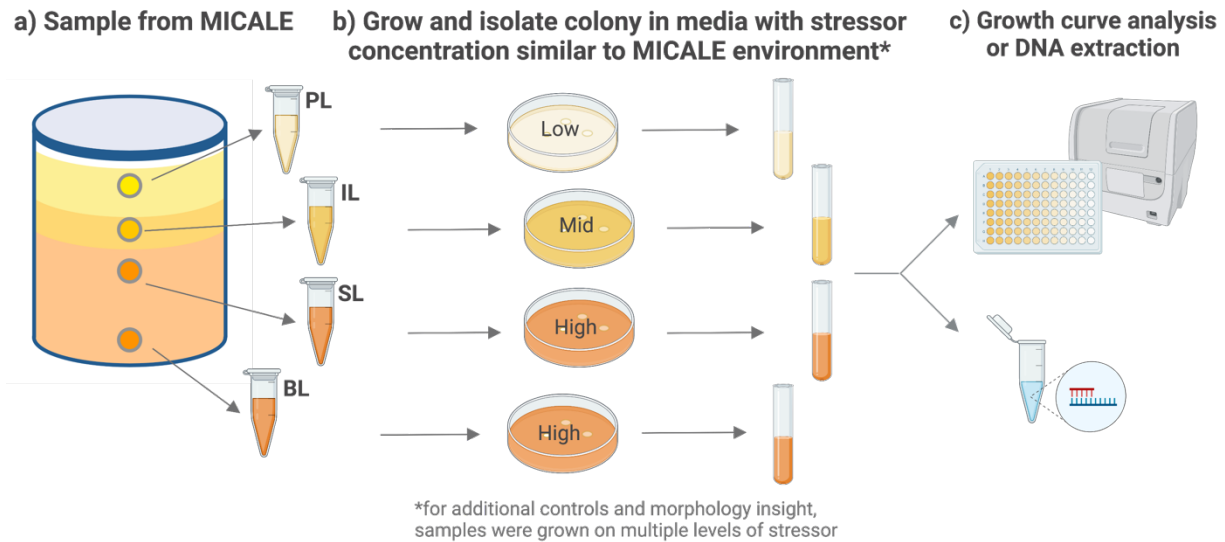 a) Sample from MICALE
b) Grow and isolate colony in media with stressor
concentration similar to MICALE environment*
c) Growth curve analysis
or DNA extraction
PL
Low
IL
Mid
SL
High
BL
High
*for additional controls and morphology insight,
samples were grown on multiple levels of stressor